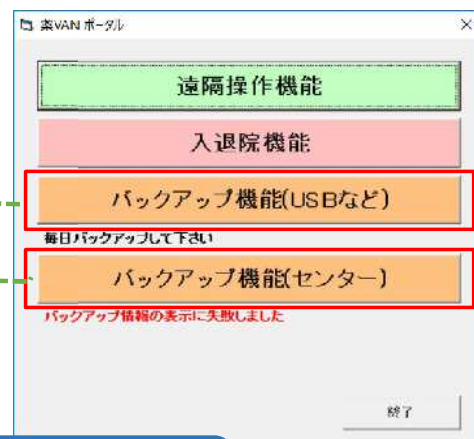 薬VAN ポータル
遠隔操作機能
入退院機能
バックアップ機能(USBなど)
毎日バックアップして下さい
バックアップ機能(センター)
バックアップ情報の表示に失敗しました
終了